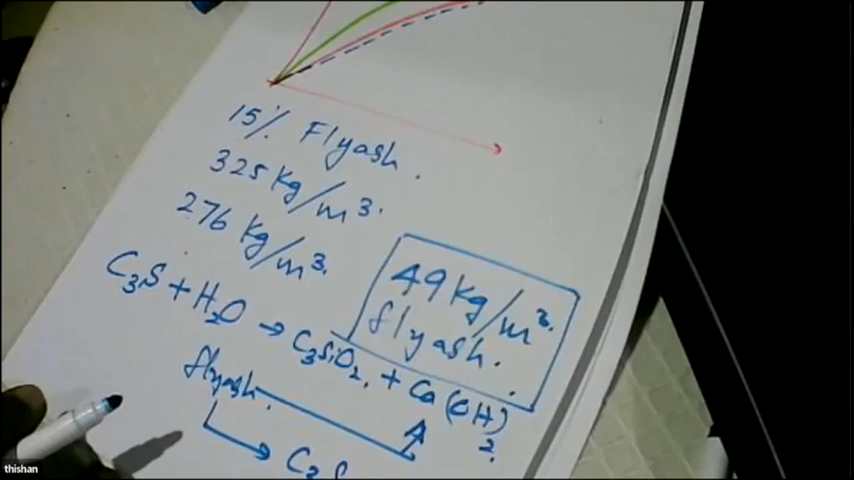 15% Flyash.
325 Kg/m3.
276 Kg/m3.
49 Kg/m3.
flyash.
C3S + H2O → C3SiO2. + Ca(OH)2.
flyash.
thishan